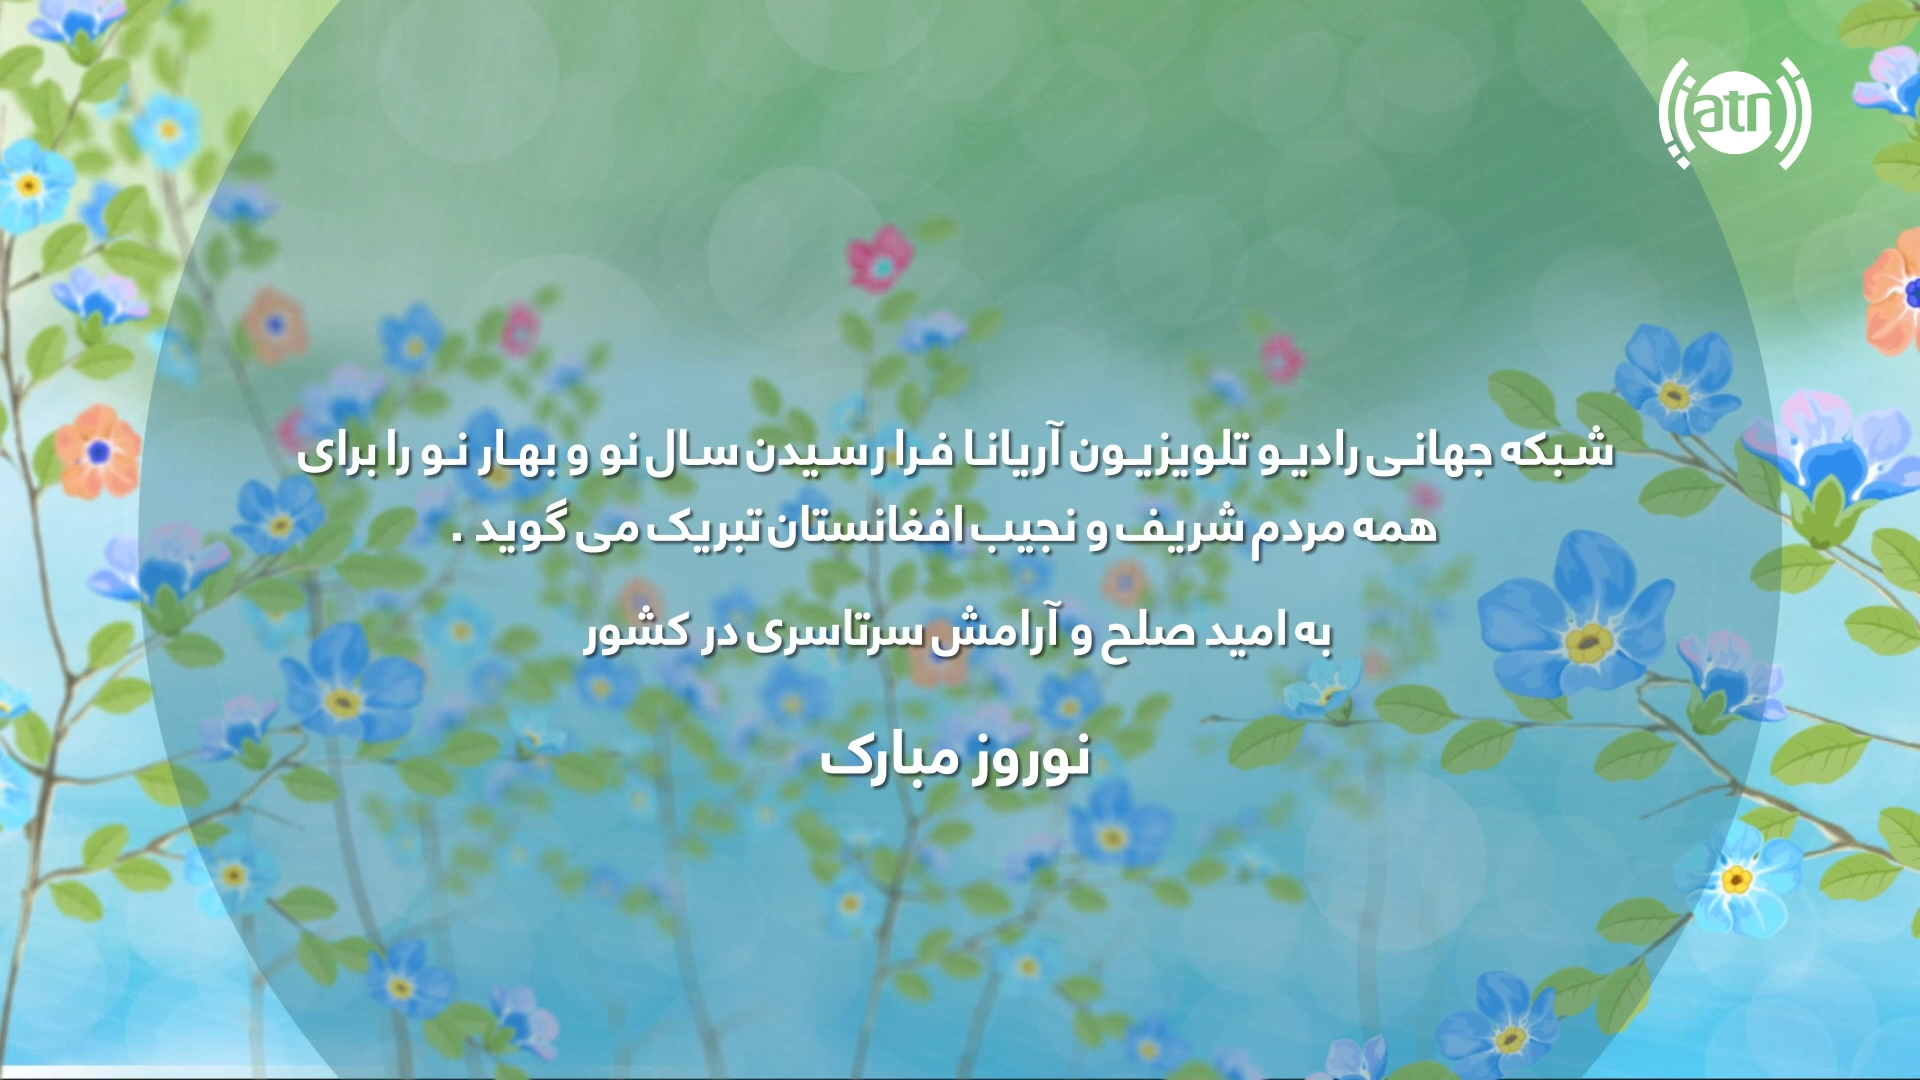 atn
شبکه جهانی رادیو تلویزیون آریانا فرا رسیدن سال نو و بهار نو را برای
همه مردم شریف و نجیب افغانستان تبریک می گوید .
به امید صلح و آرامش سرتاسری در کشور
نوروز مبارک